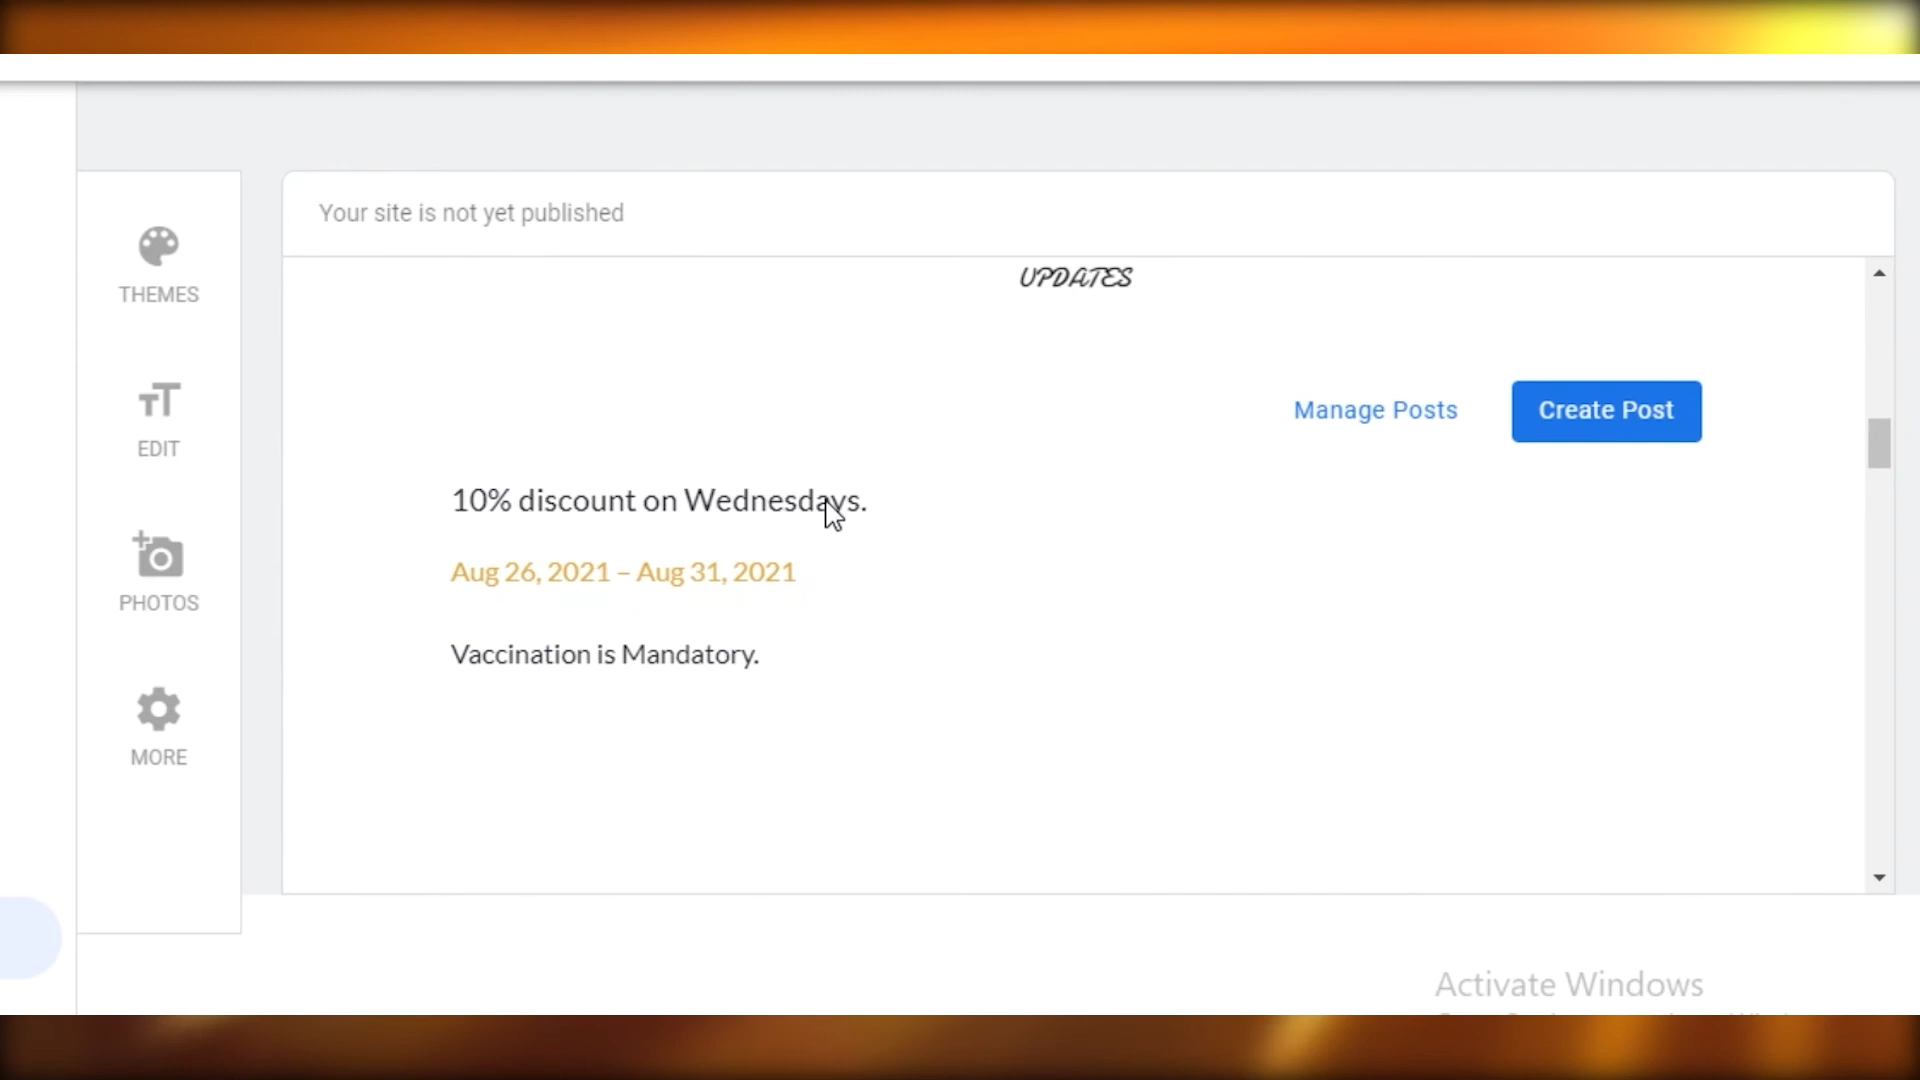 Your site is not yet published
UPDATES
THEMES
Manage Posts
Create Post
EDIT
10% discount on Wednesdays.
Aug 26, 2021 – Aug 31, 2021
PHOTOS
Vaccination is Mandatory.
MORE
Activate Windows